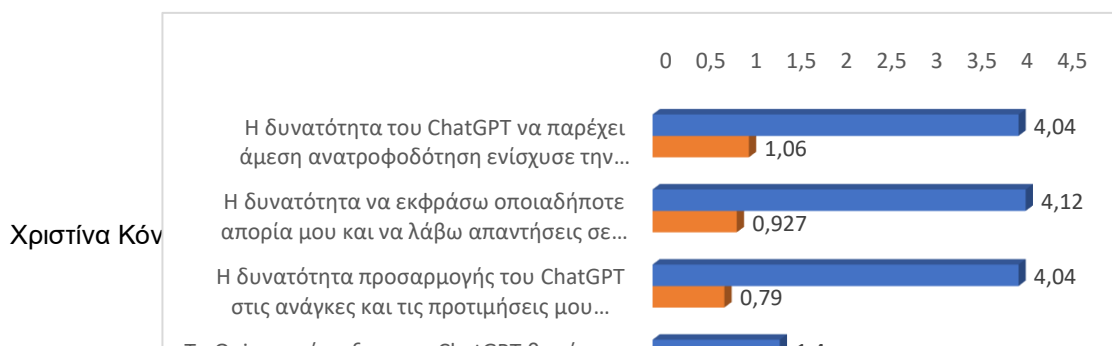 0 0,5 1 1,5 2 2,5 3 3,5 4 4,5
Η δυνατότητα του ChatGPT να παρέχει
άμεση ανατροφοδότηση ενίσχυσε την...
4,04
1,06
Η δυνατότητα να εκφράσω οποιαδήποτε
απορία μου και να λάβω απαντήσεις σε...
4,12
0,927
Χριστίνα Κόν
Η δυνατότητα προσαρμογής του ChatGPT
στις ανάγκες και τις προτιμήσεις μου...
4,04
0,79